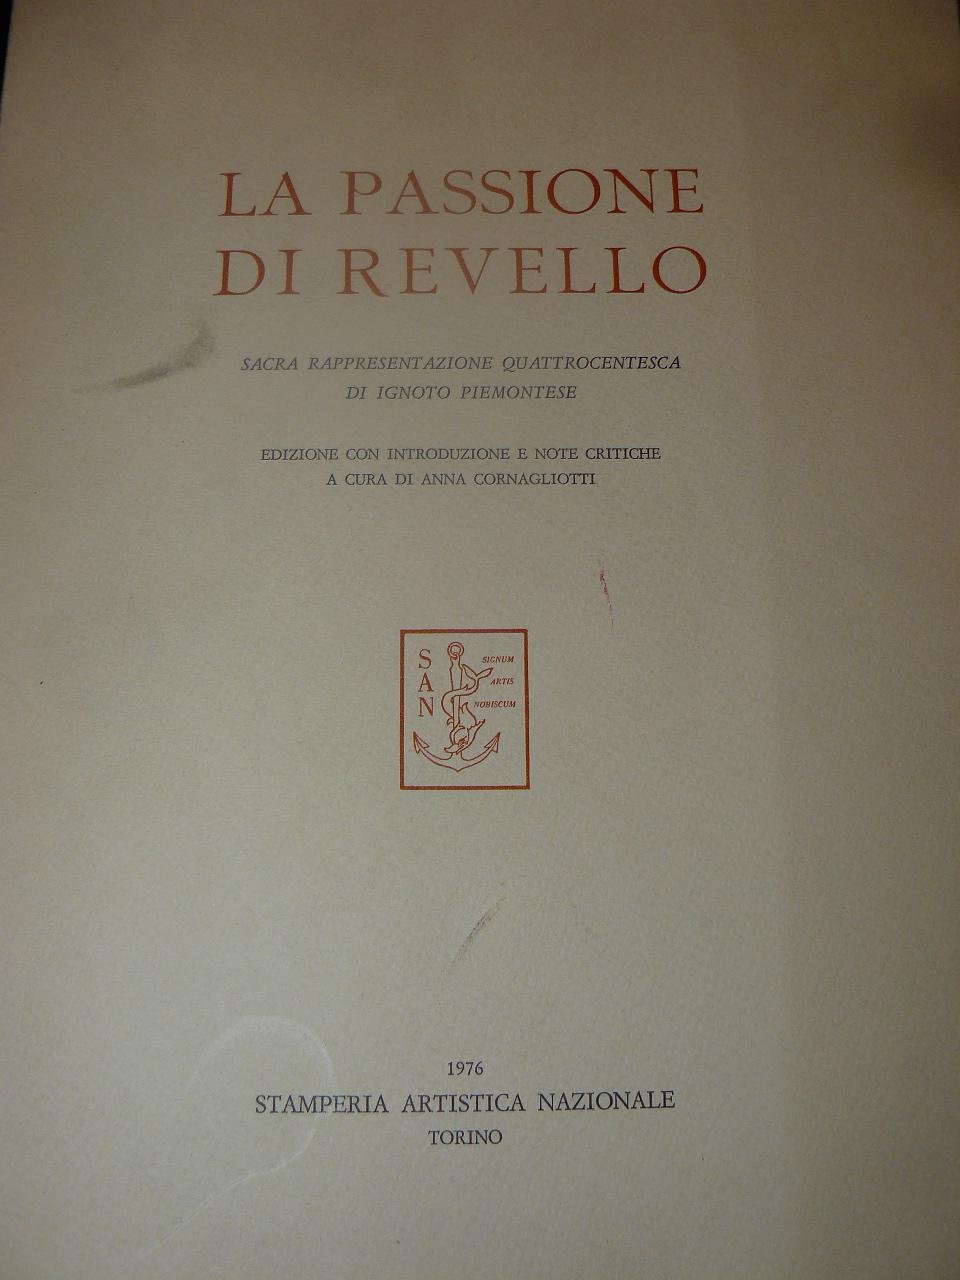 LA PASSIONE
DI REVELLO
SACRA RAPPRESENTAZIONE QUATTROCENTESCA
DI IGNOTO PIEMONTESE
EDIZIONE CON INTRODUZIONE E NOTE CRITICHE
A CURA DI ANNA CORNAGLIOTTI
S SIGNUM
A ARTIS
N NOBISCUM
1976
STAMPERIA ARTISTICA NAZIONALE
TORINO